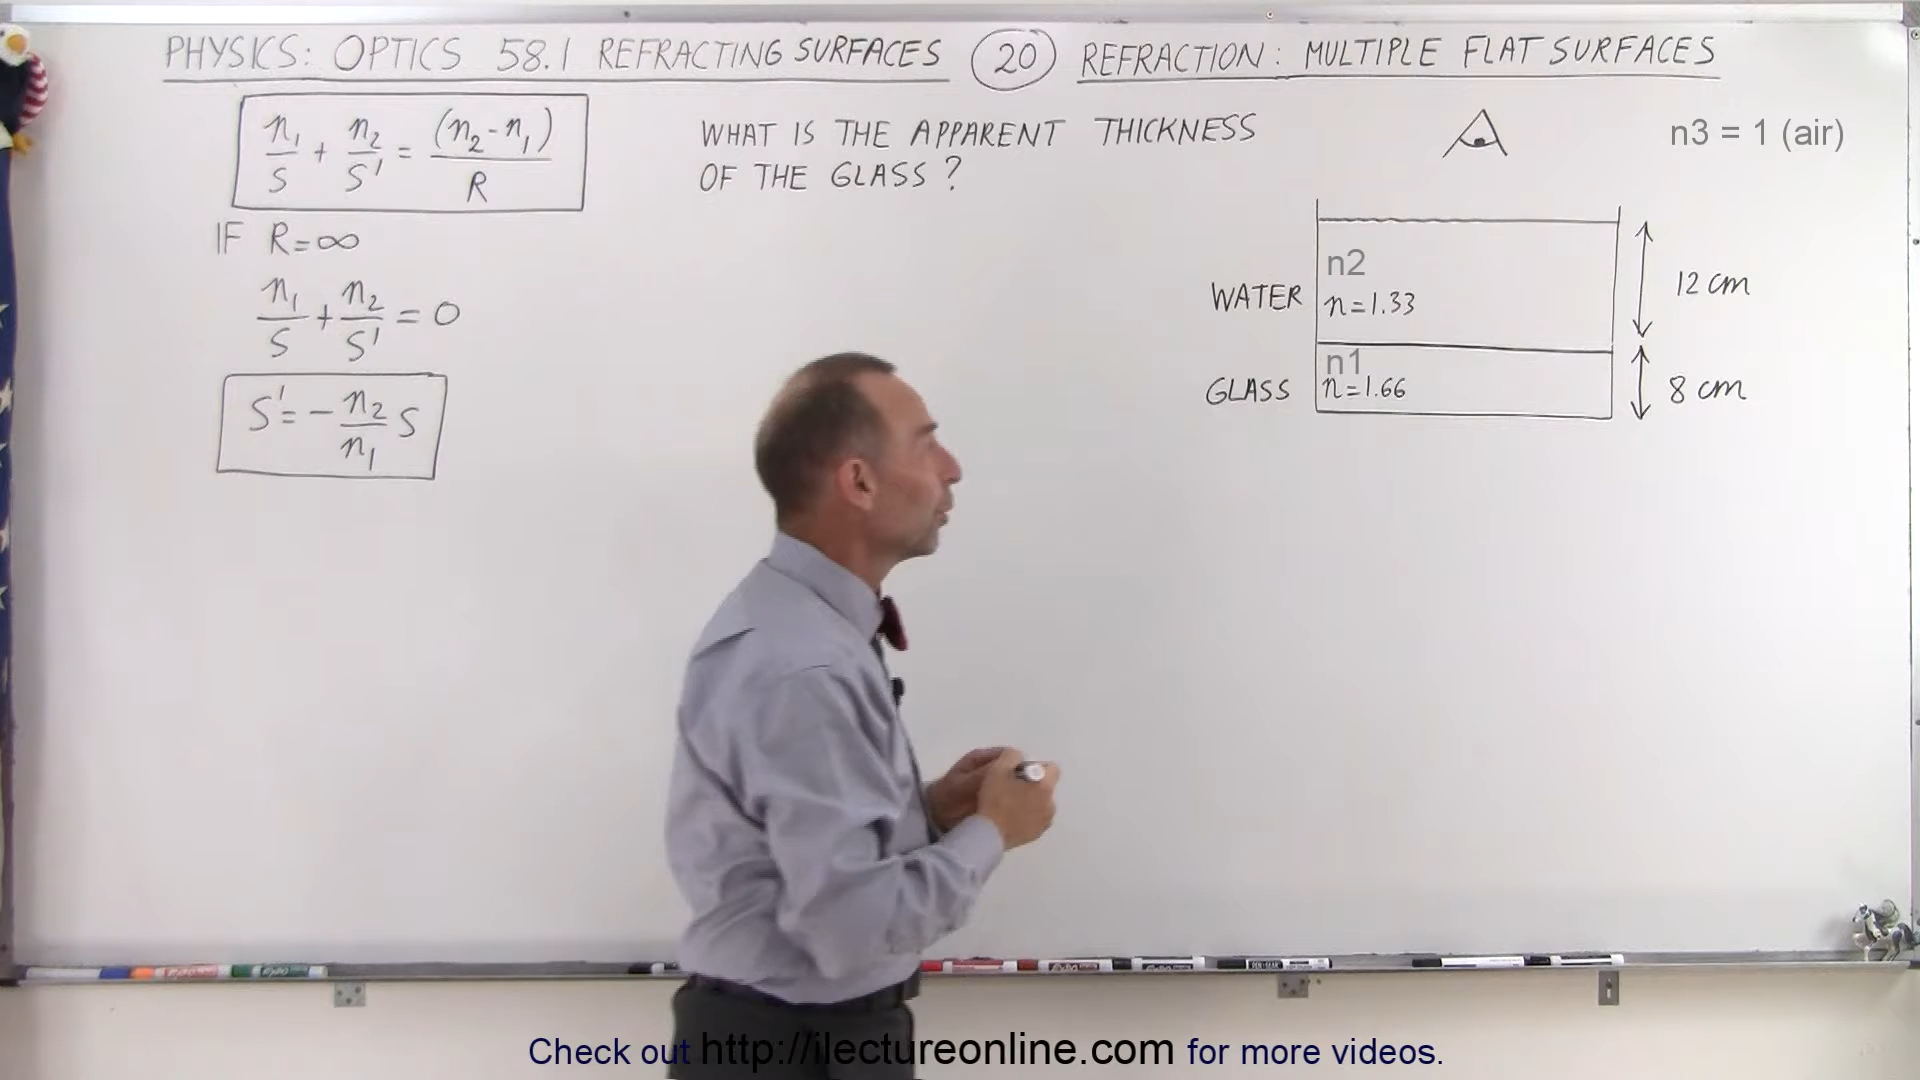 PHYSICS: OPTICS 58.1 REFRACTING SURFACES 20 REFRACTION: MULTIPLE FLAT SURFACES
n₁/S + n₂/S' = (n₂-n₁)/R
IF R=∞
n₁/S + n₂/S' = 0
S' = - n₂/n₁ S
WHAT IS THE APPARENT THICKNESS
OF THE GLASS?
n3 = 1 (air)
n2
WATER n=1.33 12 cm
n1
GLASS n=1.66 8 cm
Check out http://ilectureonline.com for more videos.